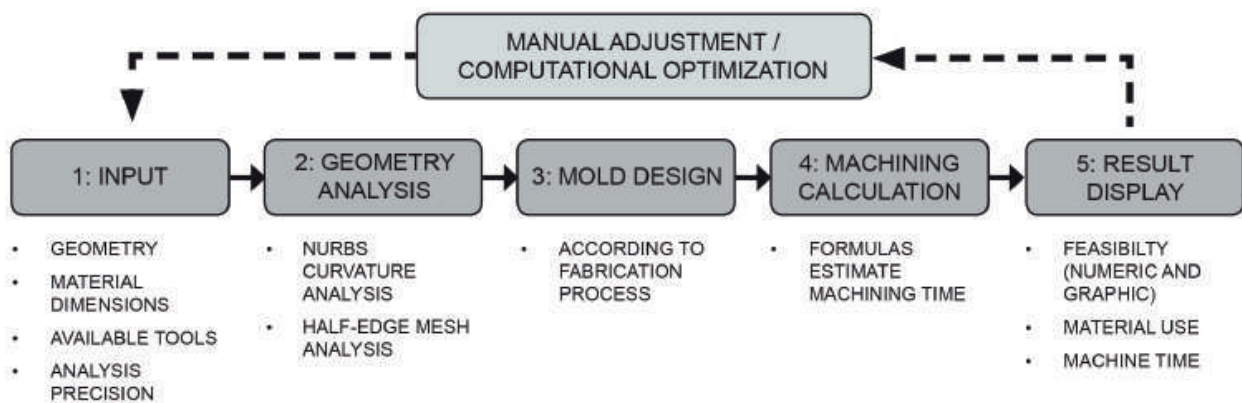 MANUAL ADJUSTMENT /
COMPUTATIONAL OPTIMIZATION
1: INPUT
2: GEOMETRY
ANALYSIS
3: MOLD DESIGN
4: MACHINING
CALCULATION
5: RESULT
DISPLAY
• GEOMETRY
• MATERIAL
DIMENSIONS
• AVAILABLE TOOLS
• ANALYSIS
PRECISION
• NURBS
CURVATURE
ANALYSIS
• HALF-EDGE MESH
ANALYSIS
• ACCORDING TO
FABRICATION
PROCESS
• FORMULAS
ESTIMATE
MACHINING TIME
• FEASIBILTY
(NUMERIC AND
GRAPHIC)
• MATERIAL USE
• MACHINE TIME